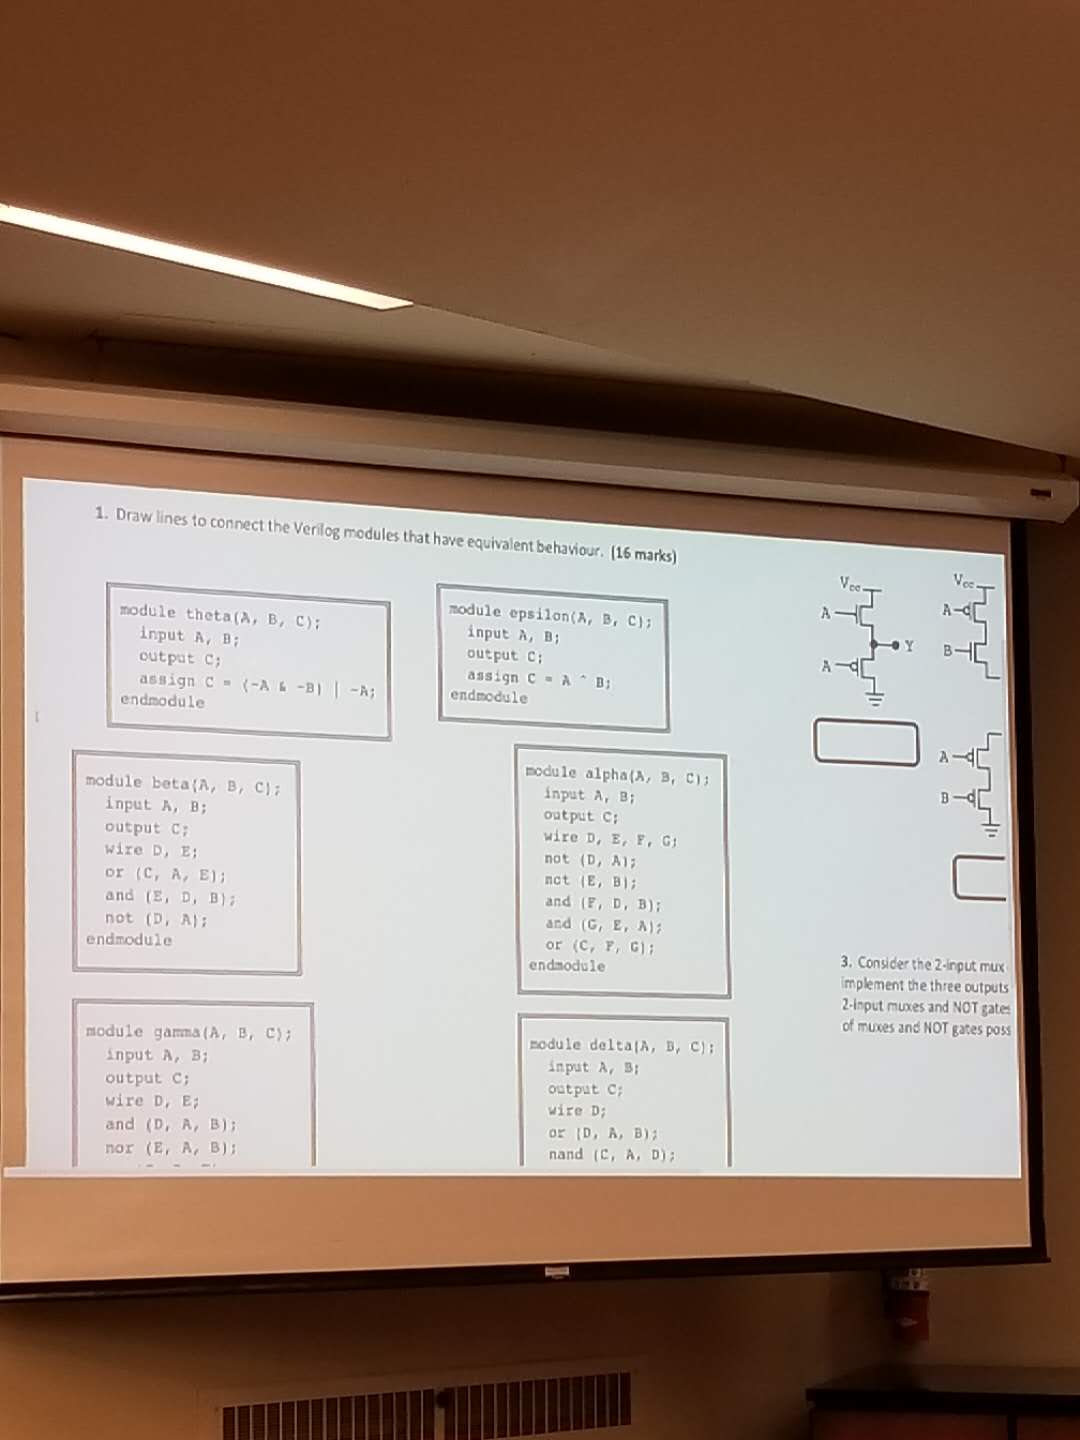 1. Draw lines to connect the Verilog modules that have equivalent behaviour. (16 marks)
module theta(A, B, C);
input A, B;
output C;
assign C = (~A & ~B) | ~A;
endmodule
module epsilon(A, B, C);
input A, B;
output C;
assign C = A ^ B;
endmodule
module beta(A, B, C);
input A, B;
output C;
wire D, E;
or (C, A, E);
and (E, D, B);
not (D, A);
endmodule
module alpha(A, B, C);
input A, B;
output C;
wire D, E, F, G;
not (D, A);
not (E, B);
and (F, D, B);
and (G, E, A);
or (C, F, G);
endmodule
module gamma(A, B, C);
input A, B;
output C;
wire D, E;
and (D, A, B);
nor (E, A, B);
module delta(A, B, C);
input A, B;
output C;
wire D;
or (D, A, B);
nand (C, A, D);
Vcc
A
Y
A
Vcc
A
B
A
B
3. Consider the 2-input mux
implement the three outputs
2-input muxes and NOT gates
of muxes and NOT gates poss